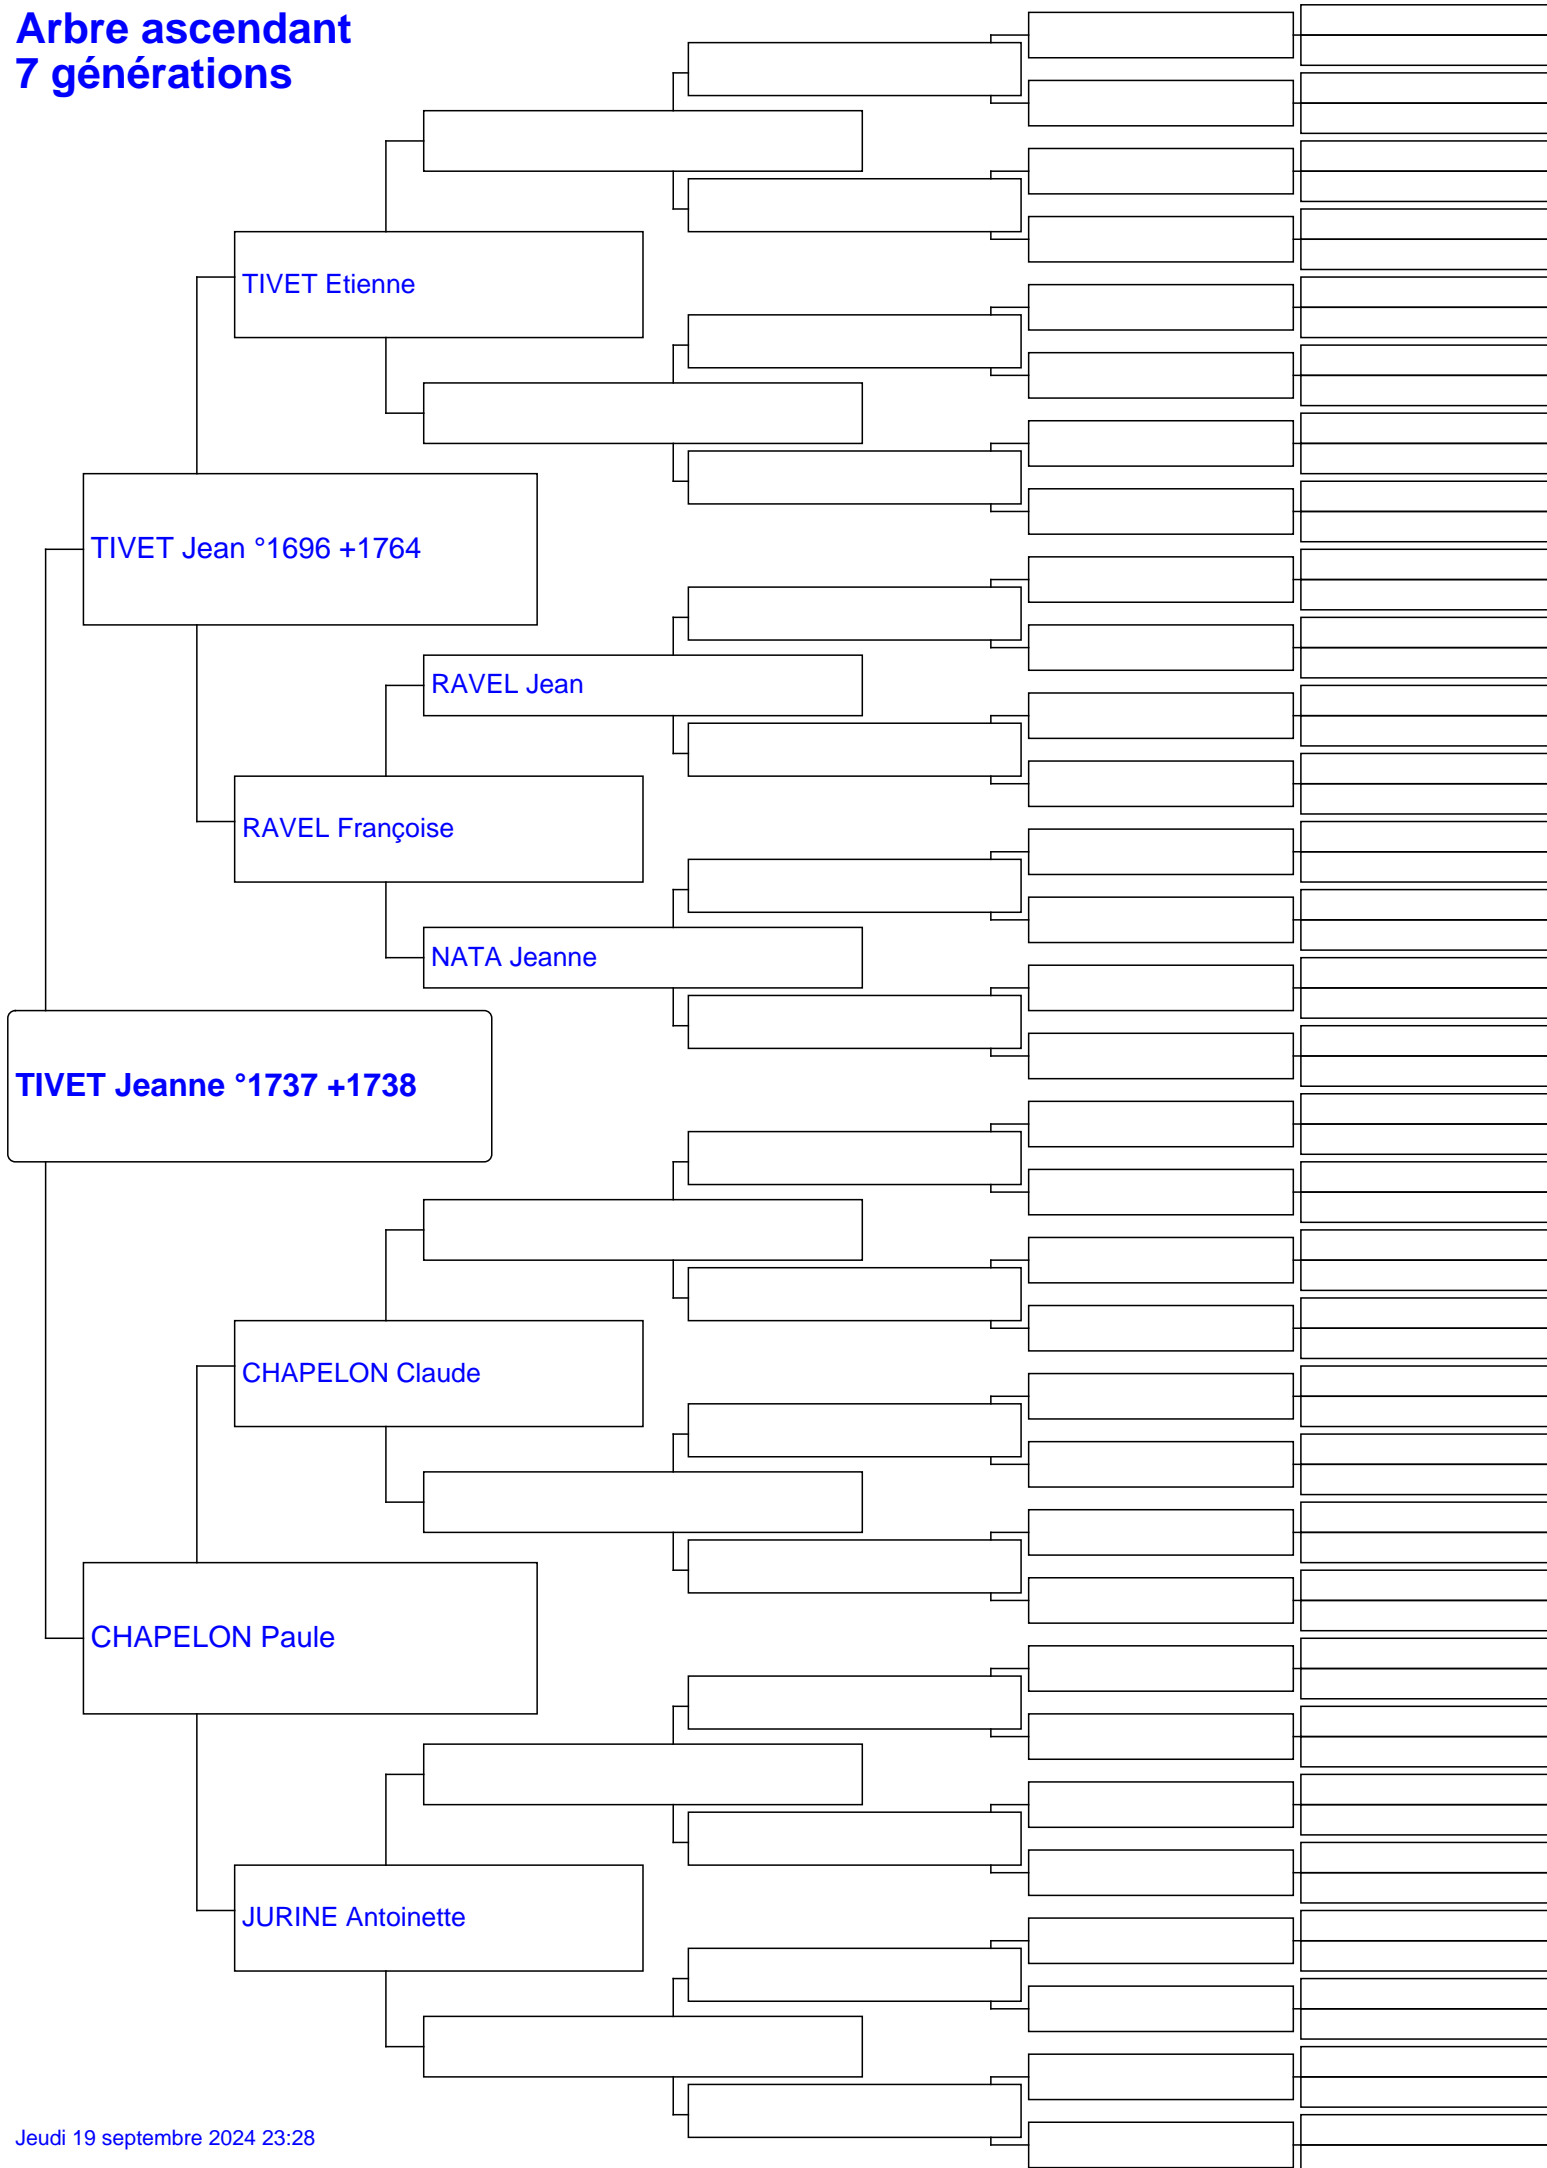 Arbre ascendant
7 générations
TIVET Etienne
TIVET Jean °1696 +1764
RAVEL Jean
RAVEL Françoise
NATA Jeanne
TIVET Jeanne °1737 +1738
CHAPELON Claude
CHAPELON Paule
JURINE Antoinette
Jeudi 19 septembre 2024 23:28